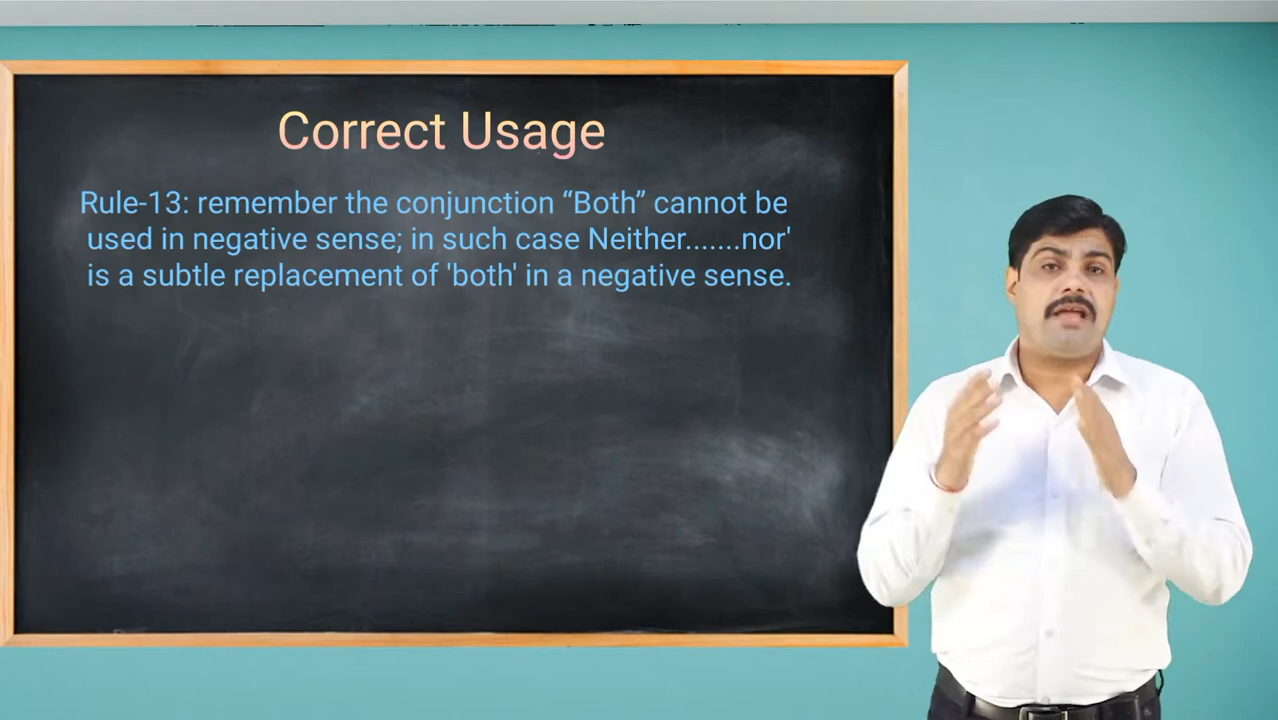 Correct Usage
Rule-13: remember the conjunction “Both” cannot be
used in negative sense; in such case Neither.......nor'
is a subtle replacement of 'both' in a negative sense.